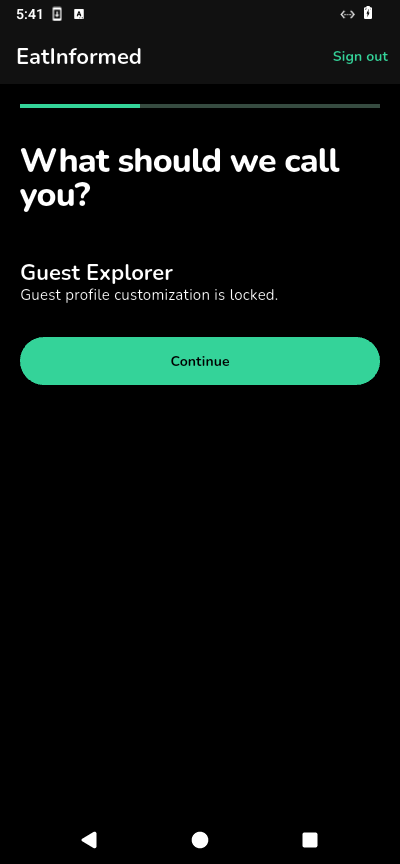 5:41
EatInformed
Sign out
What should we call
you?
Guest Explorer
Guest profile customization is locked.
Continue